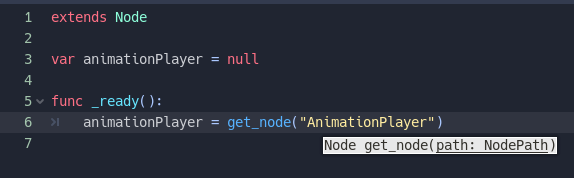 1 extends Node
2
3 var animationPlayer = null
4
5 func _ready():
6 animationPlayer = get_node("AnimationPlayer")
Node get_node(path: NodePath)
7